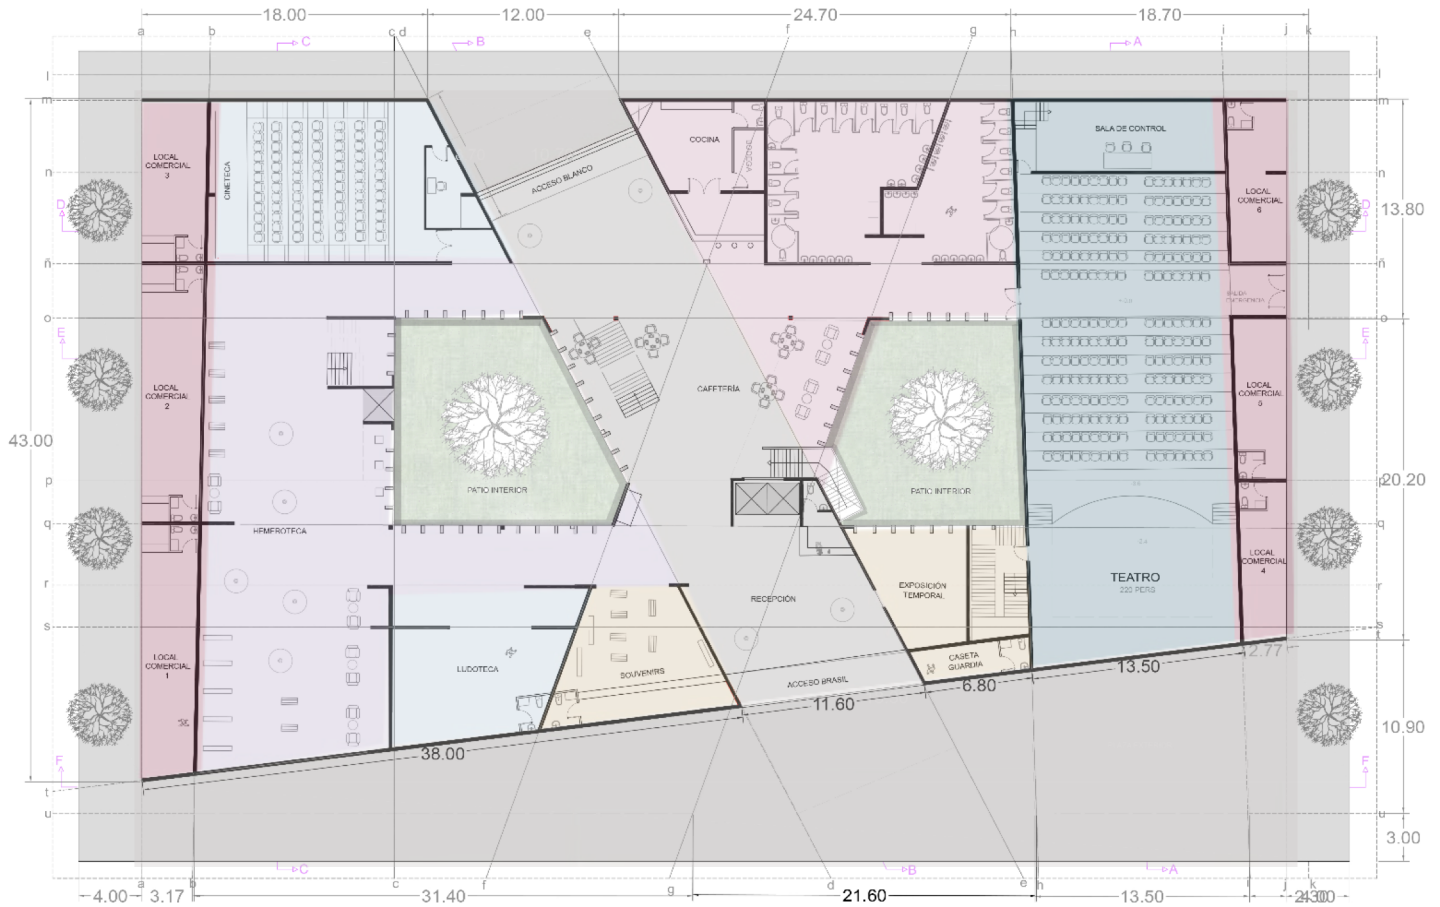 18.00
12.00
24.70
18.70
a
b
c
d
e
f
g
h
i
j
k
C
B
A
l
l
m
m
43.00
13.80
LOCAL
COMERCIAL
3
CINETECA
ACCESO BLANCO
COCINA
SALA DE CONTROL
LOCAL
COMERCIAL
6
n
n
D
D
ñ
ñ
SALIDA
EMERGENCIA
o
o
E
E
LOCAL
COMERCIAL
2
CAFETERÍA
LOCAL
COMERCIAL
5
p
20.20
PATIO INTERIOR
PATIO INTERIOR
q
q
HEMEROTECA
LOCAL
COMERCIAL
4
TEATRO
220 PERS
EXPOSICIÓN
TEMPORAL
r
r
RECEPCIÓN
s
s
t
LOCAL
COMERCIAL
1
LUDOTECA
SOUVENIRS
CASETA
GUARDIA
ACCESO BRASIL
2.77
13.50
6.80
11.60
38.00
10.90
F
F
t
u
u
3.00
C
B
A
a
b
c
f
g
d
e
h
i
j
k
4.00
3.17
31.40
21.60
13.50